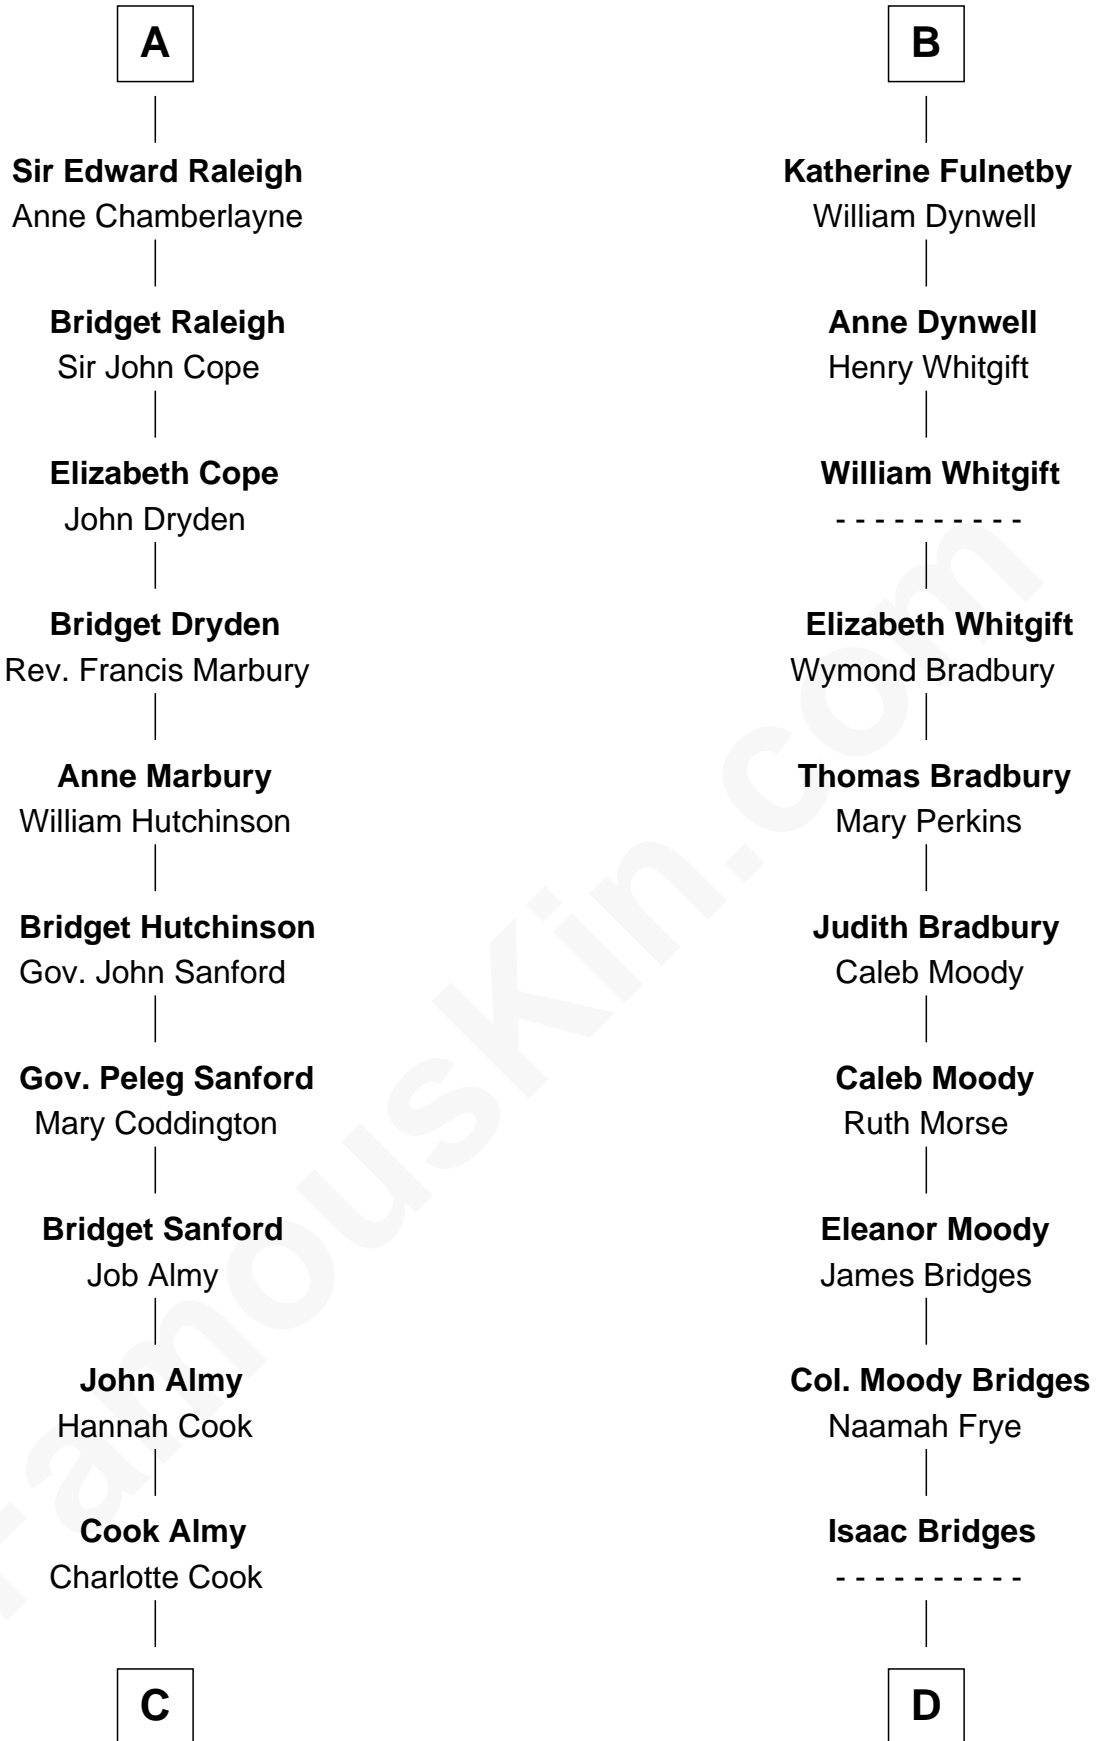 A
Sir Edward Raleigh
Anne Chamberlayne
Bridget Raleigh
Sir John Cope
Elizabeth Cope
John Dryden
Bridget Dryden
Rev. Francis Marbury
Anne Marbury
William Hutchinson
Bridget Hutchinson
Gov. John Sanford
Gov. Peleg Sanford
Mary Coddington
Bridget Sanford
Job Almy
John Almy
Hannah Cook
Cook Almy
Charlotte Cook
C
B
Katherine Fulnetby
William Dynwell
Anne Dynwell
Henry Whitgift
William Whitgift
- - - - - - - - - -
Elizabeth Whitgift
Wymond Bradbury
Thomas Bradbury
Mary Perkins
Judith Bradbury
Caleb Moody
Caleb Moody
Ruth Morse
Eleanor Moody
James Bridges
Col. Moody Bridges
Naamah Frye
Isaac Bridges
- - - - - - - - - -
D
FamousKin.com